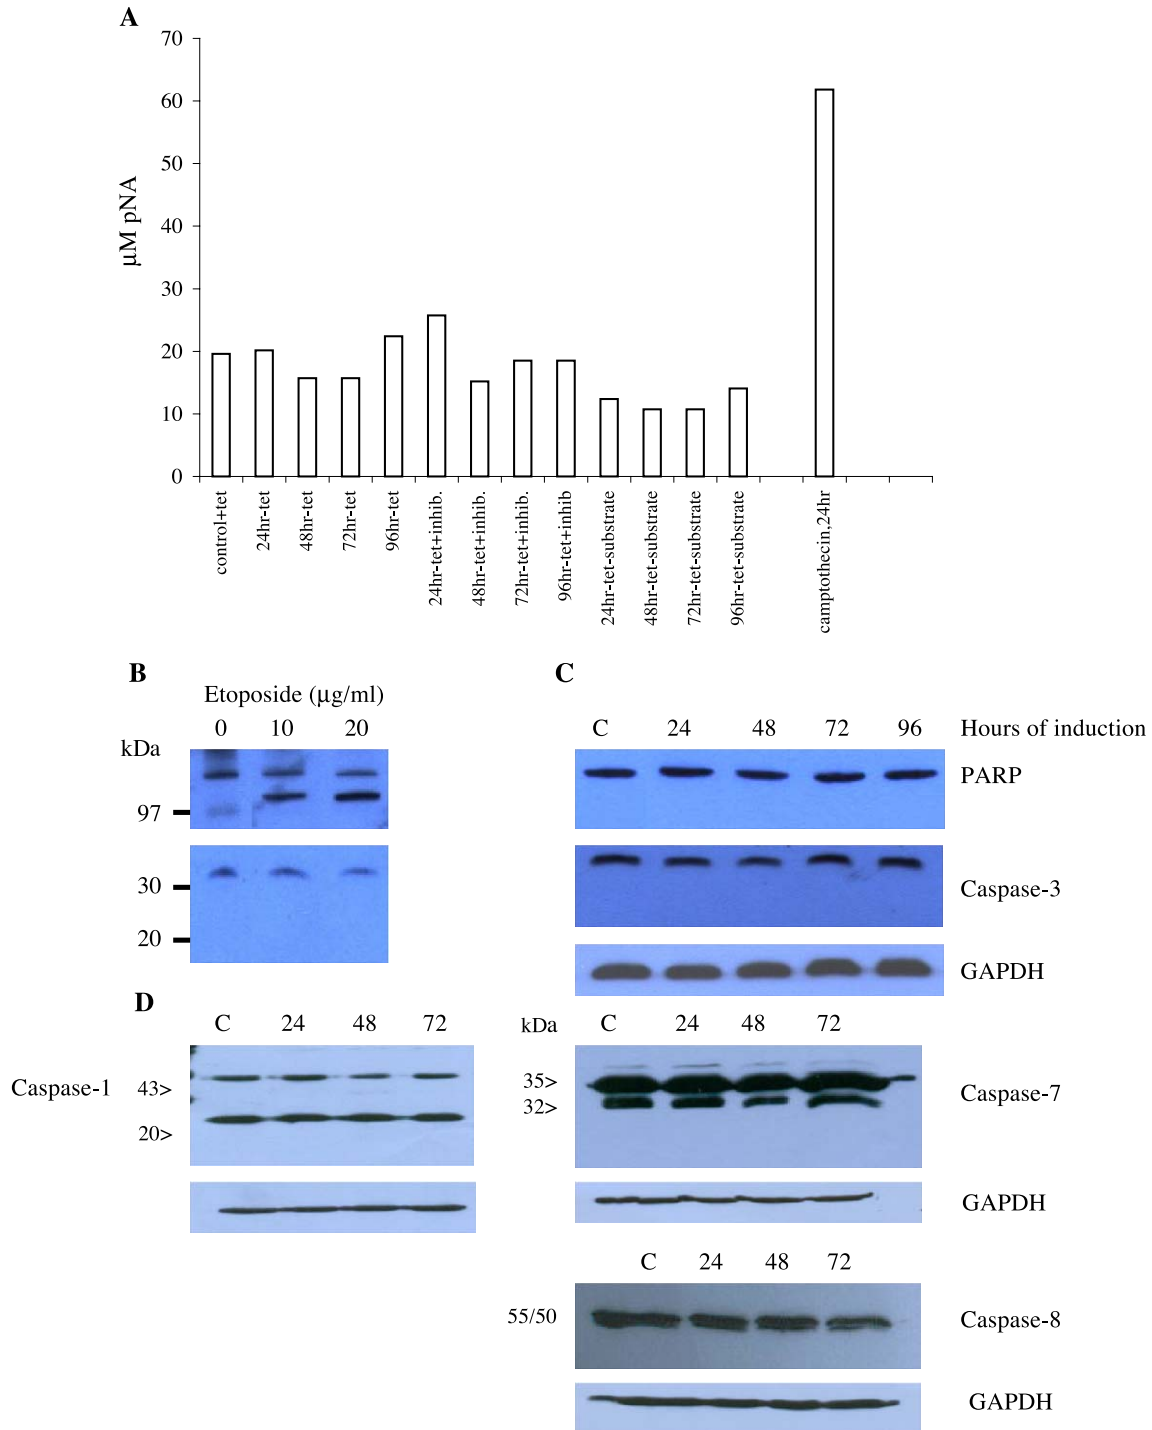 A
70
60
50
40
30
20
10
0
µM pNA
control+tet
24hr-tet
48hr-tet
72hr-tet
96hr-tet
24hr-tet+inhib.
48hr-tet+inhib.
72hr-tet+inhib.
96hr-tet+inhib
24hr-tet-substrate
48hr-tet-substrate
72hr-tet-substrate
96hr-tet-substrate
camptothecin,24hr
B
Etoposide (µg/ml)
0 10 20
kDa
97
30
20
C
C 24 48 72 96 Hours of induction
PARP
Caspase-3
GAPDH
D
C 24 48 72
Caspase-1
43>
20>
kDa C 24 48 72
35>
32>
Caspase-7
GAPDH
C 24 48 72
55/50
Caspase-8
GAPDH